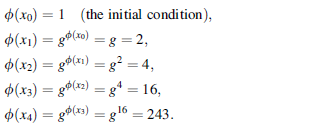 ϕ(x₀) = 1 (the initial condition),
ϕ(x₁) = g^ϕ(x₀) = g = 2,
ϕ(x₂) = g^ϕ(x₁) = g² = 4,
ϕ(x₃) = g^ϕ(x₂) = g⁴ = 16,
ϕ(x₄) = g^ϕ(x₃) = g¹⁶ = 243.